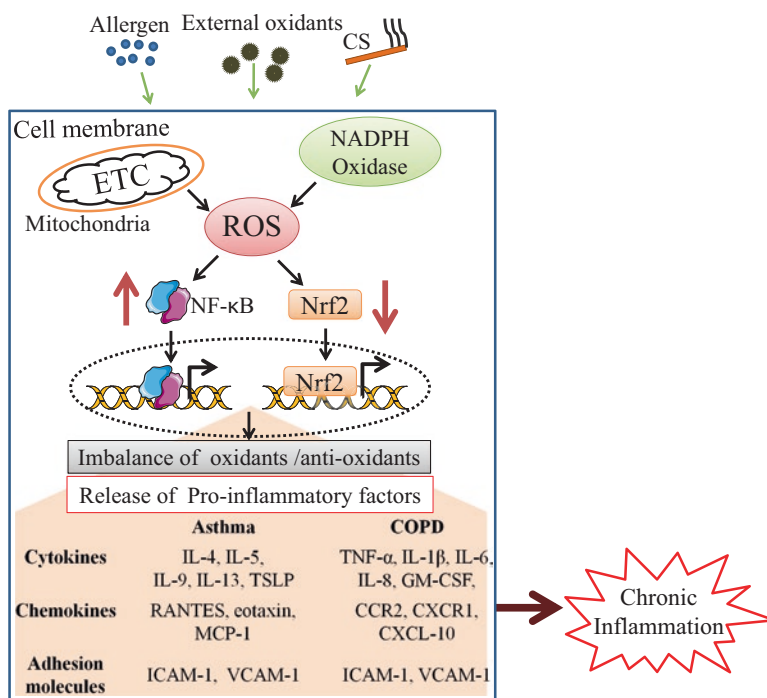 Allergen
External oxidants
CS
Cell membrane
ETC
Mitochondria
NADPH
Oxidase
ROS
NF-κB
Nrf2
Nrf2
Imbalance of oxidants /anti-oxidants
Release of Pro-inflammatory factors
Asthma COPD
Cytokines IL-4, IL-5, TNF-α, IL-1β, IL-6,
IL-9, IL-13, TSLP IL-8, GM-CSF,
Chemokines RANTES, eotaxin, CCR2, CXCR1,
MCP-1 CXCL-10
Adhesion
molecules ICAM-1, VCAM-1 ICAM-1, VCAM-1
Chronic
Inflammation